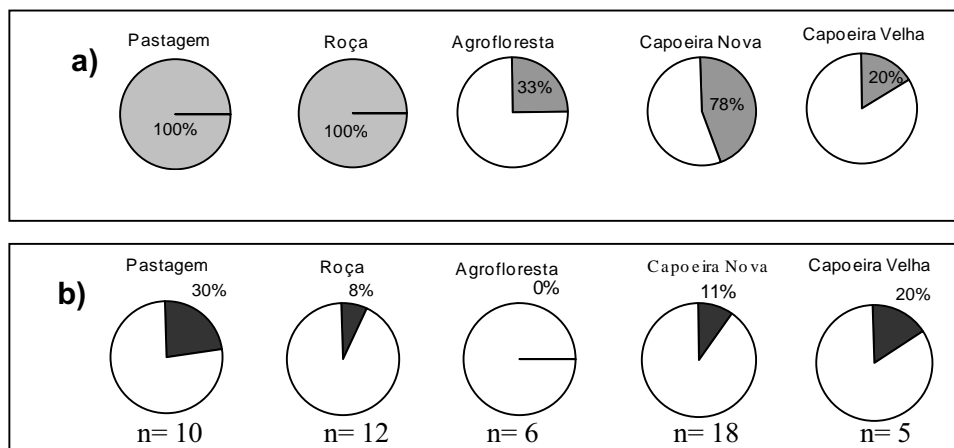 a)
Pastagem
Roça
Agrofloresta
Capoeira Nova
Capoeira Velha
100%
100%
33%
78%
20%
b)
Pastagem
Roça
Agrofloresta
Capoeira Nova
Capoeira Velha
30%
8%
0%
11%
20%
n= 10
n= 12
n= 6
n= 18
n= 5